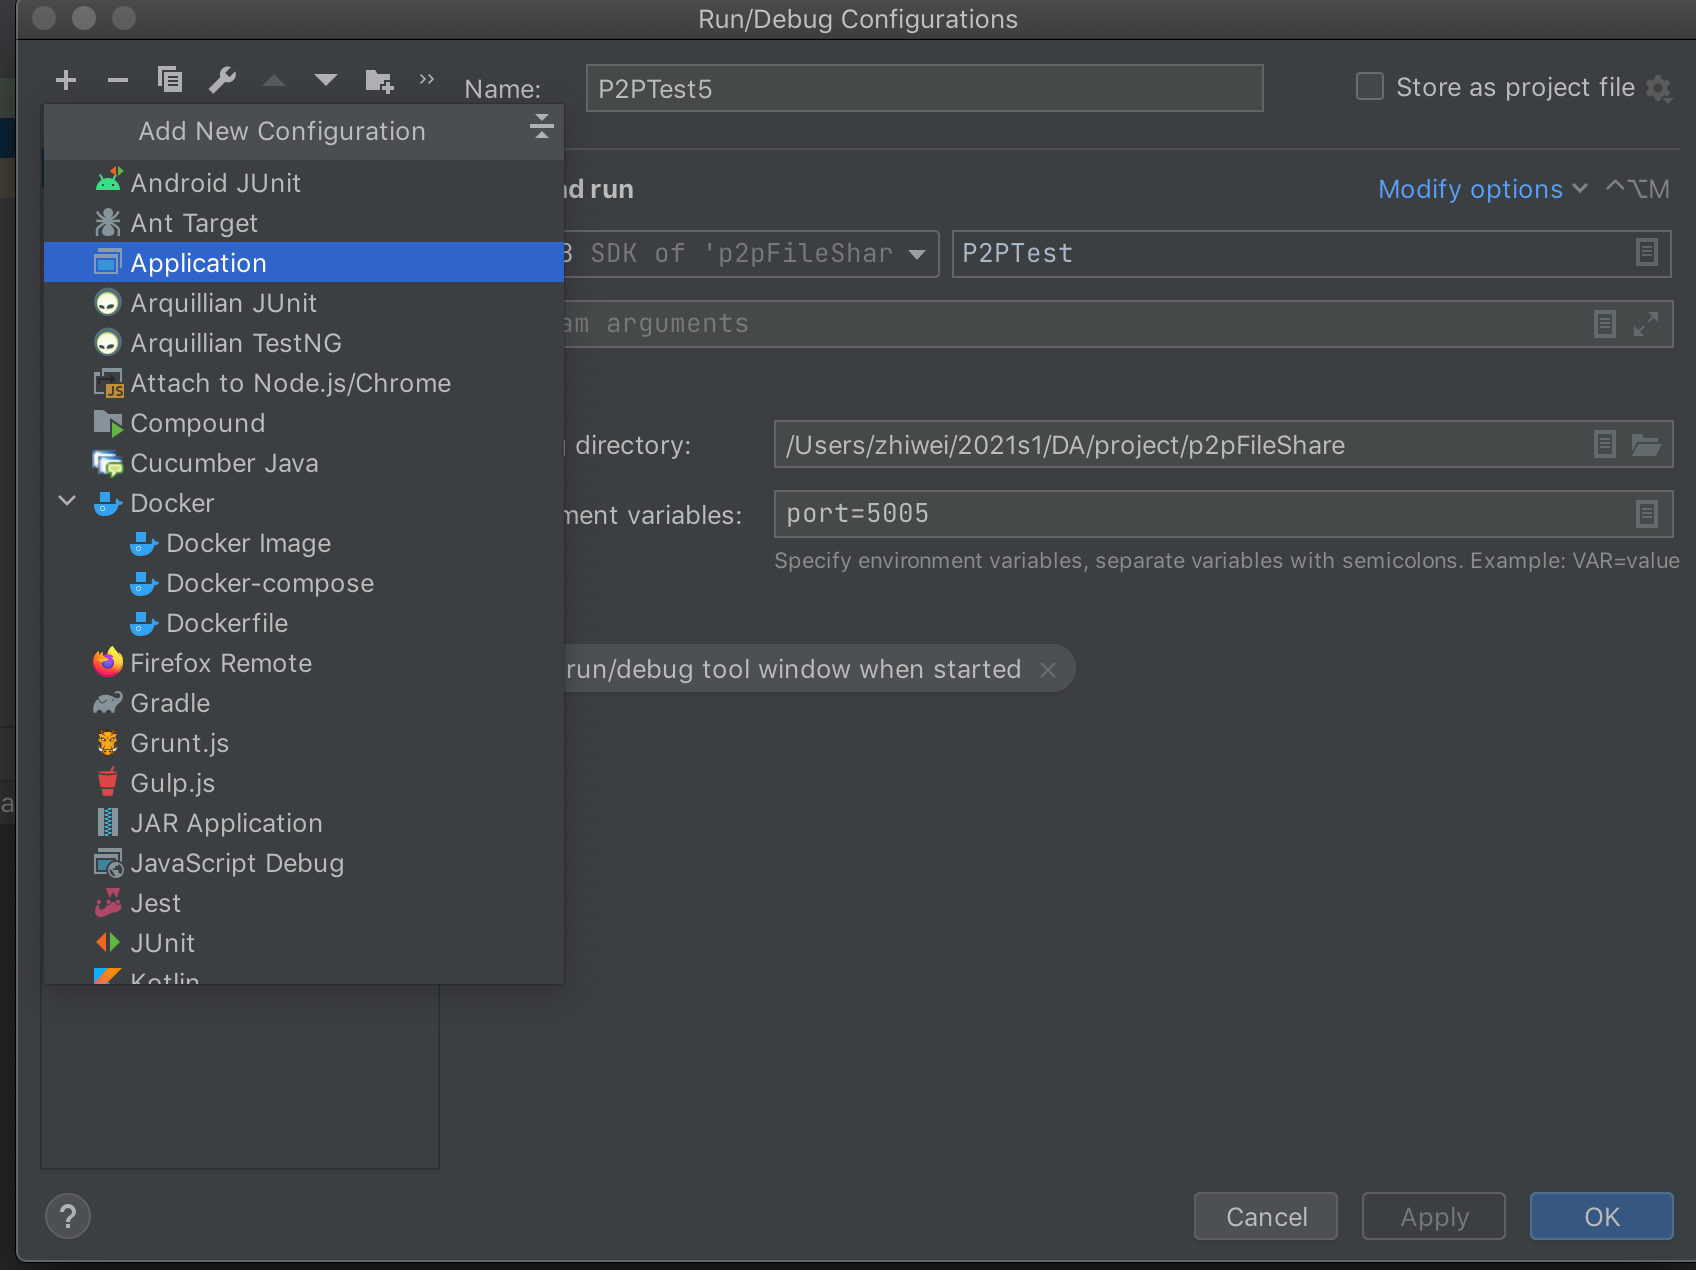 Run/Debug Configurations
Name:
P2PTest5
Store as project file
Add New Configuration
Android JUnit
nd run
Modify options
^⌥M
Ant Target
Application
SDK of 'p2pFileShar
P2PTest
Arquillian JUnit
am arguments
Arquillian TestNG
Attach to Node.js/Chrome
Compound
directory:
/Users/zhiwei/2021s1/DA/project/p2pFileShare
Cucumber Java
Docker
ment variables:
port=5005
Docker Image
Specify environment variables, separate variables with semicolons. Example: VAR=value
Docker-compose
Dockerfile
Firefox Remote
run/debug tool window when started
Gradle
Grunt.js
Gulp.js
JAR Application
JavaScript Debug
Jest
JUnit
Kotlin
?
Cancel
Apply
OK